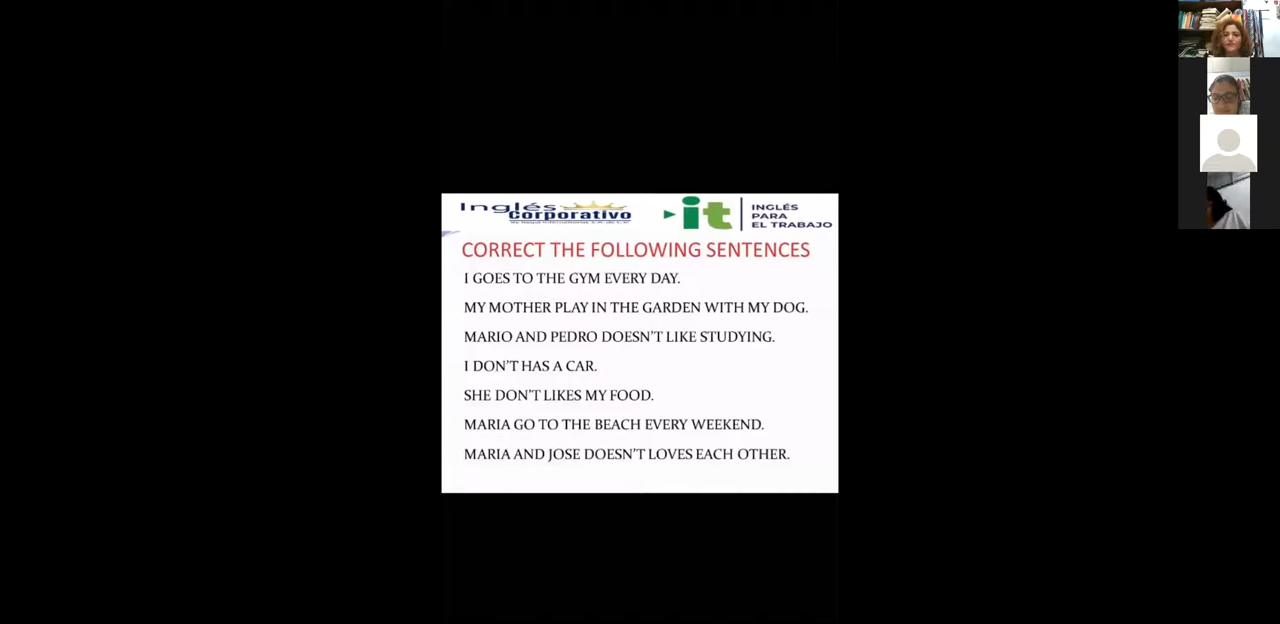 Inglés
Corporativo
it
INGLÉS
PARA
EL TRABAJO
CORRECT THE FOLLOWING SENTENCES
I GOES TO THE GYM EVERY DAY.
MY MOTHER PLAY IN THE GARDEN WITH MY DOG.
MARIO AND PEDRO DOESN'T LIKE STUDYING.
I DON'T HAS A CAR.
SHE DON'T LIKES MY FOOD.
MARIA GO TO THE BEACH EVERY WEEKEND.
MARIA AND JOSE DOESN'T LOVES EACH OTHER.